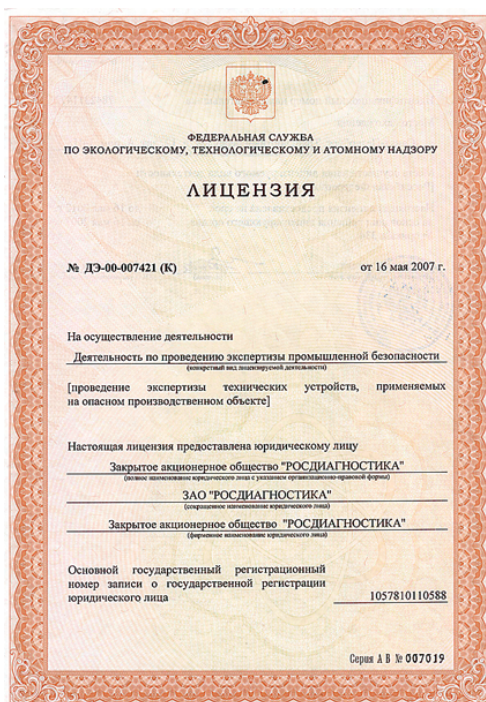 ФЕДЕРАЛЬНАЯ СЛУЖБА
ПО ЭКОЛОГИЧЕСКОМУ, ТЕХНОЛОГИЧЕСКОМУ И АТОМНОМУ НАДЗОРУ
ЛИЦЕНЗИЯ
№ ДЭ-00-007421 (К) от 16 мая 2007 г.
На осуществление деятельности
Деятельность по проведению экспертизы промышленной безопасности
(конкретный вид лицензируемой деятельности)
[проведение экспертизы технических устройств, применяемых
на опасном производственном объекте]
Настоящая лицензия предоставлена юридическому лицу
Закрытое акционерное общество "РОСДИАГНОСТИКА"
(полное наименование юридического лица с указанием организационно-правовой формы)
ЗАО "РОСДИАГНОСТИКА"
(сокращенное наименование юридического лица)
Закрытое акционерное общество "РОСДИАГНОСТИКА"
(фирменное наименование юридического лица)
Основной государственный регистрационный
номер записи о государственной регистрации
юридического лица 1057810110588
Серия А В № 007019